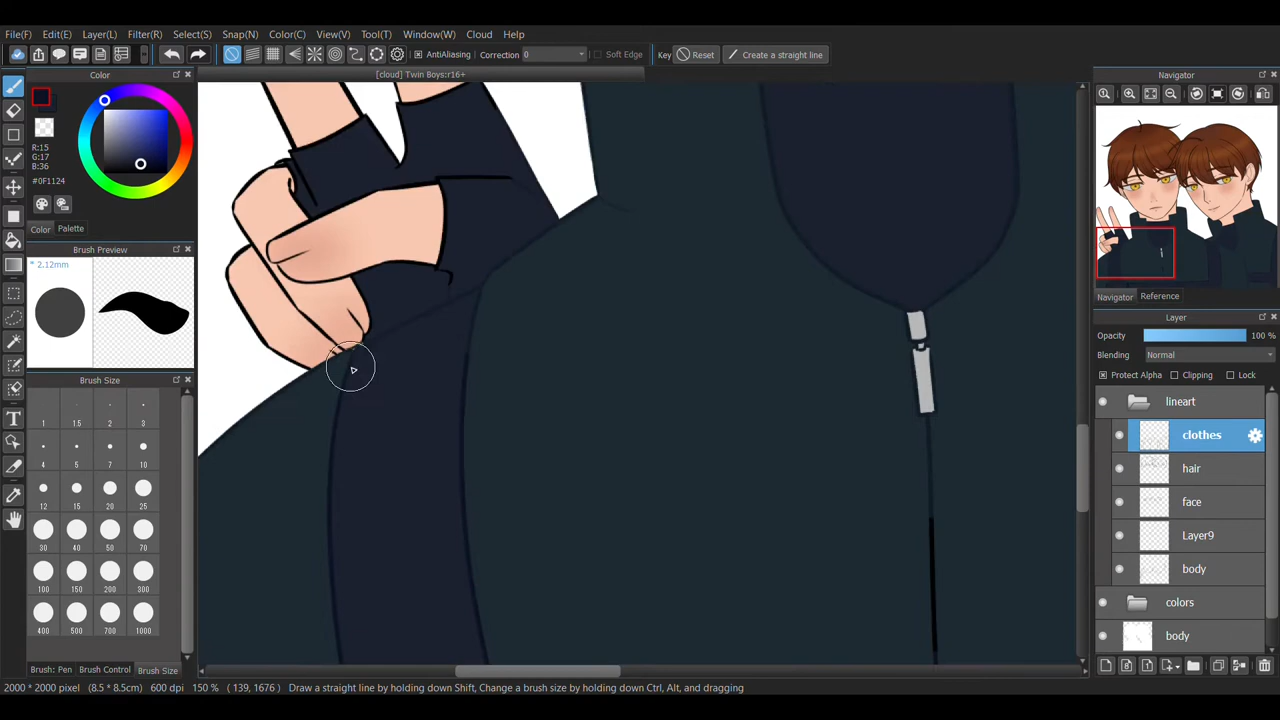 File(F) Edit(E) Layer(L) Filter(R) Select(S) Snap(N) Color(C) View(V) Tool(T) Window(W) Cloud Help
AntiAliasing Correction 0 Soft Edge Key Reset Create a straight line
Color
[cloud] Twin Boys:r16+
Navigator
R:15
G:17
B:36
#0F1124
Color Palette
Brush Preview
* 2.12mm
Navigator Reference
Layer
Opacity 100 %
Blending Normal
Protect Alpha Clipping Lock
Brush Size
1 1.5 2 3
4 5 7 10
12 15 20 25
30 40 50 70
100 150 200 300
400 500 700 1000
lineart
clothes
hair
face
Layer9
body
colors
body
Brush: Pen Brush Control Brush Size
2000 * 2000 pixel (8.5 * 8.5cm) 600 dpi 150 % (139, 1676) Draw a straight line by holding down Shift, Change a brush size by holding down Ctrl, Alt, and dragging